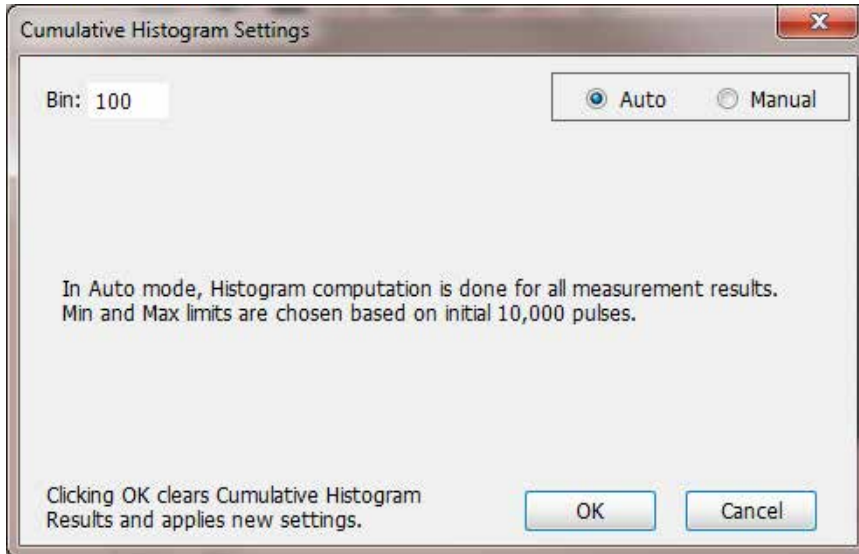 Cumulative Histogram Settings
Bin: 100
Auto
Manual
In Auto mode, Histogram computation is done for all measurement results.
Min and Max limits are chosen based on initial 10,000 pulses.
Clicking OK clears Cumulative Histogram
Results and applies new settings.
OK
Cancel